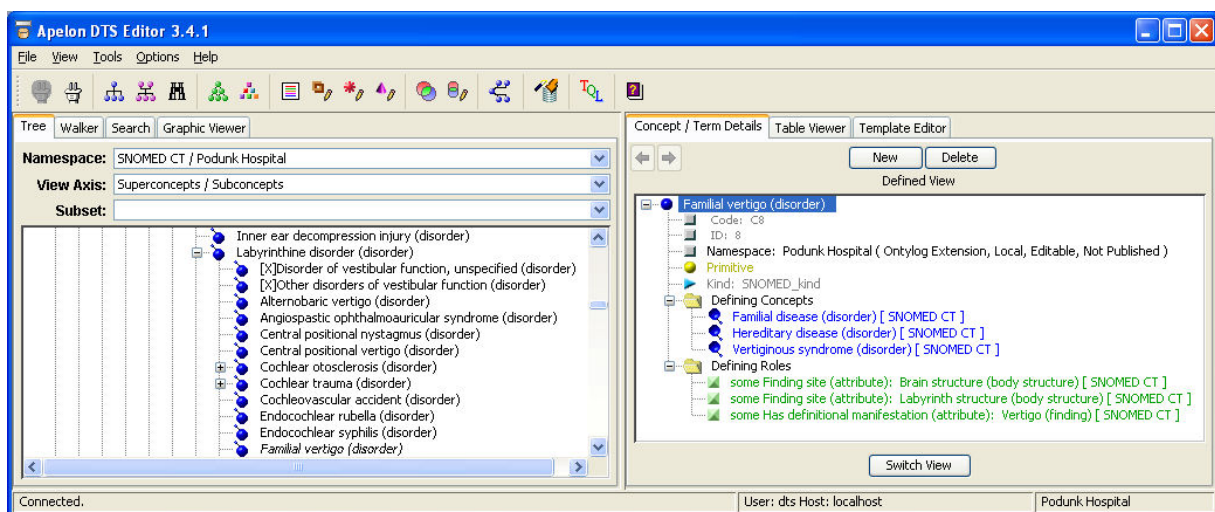 Apelon DTS Editor 3.4.1
File View Tools Options Help
TQL
?
Tree Walker Search Graphic Viewer
Namespace: SNOMED CT / Podunk Hospital
View Axis: Superconcepts / Subconcepts
Subset:
Inner ear decompression injury (disorder)
Labyrinthine disorder (disorder)
[X]Disorder of vestibular function, unspecified (disorder)
[X]Other disorders of vestibular function (disorder)
Alternobaric vertigo (disorder)
Angiospastic ophthalmoauricular syndrome (disorder)
Central positional nystagmus (disorder)
Central positional vertigo (disorder)
Cochlear otosclerosis (disorder)
Cochlear trauma (disorder)
Cochleovascular accident (disorder)
Endocochlear rubella (disorder)
Endocochlear syphilis (disorder)
Familial vertigo (disorder)
Concept / Term Details Table Viewer Template Editor
New Delete
Defined View
Familial vertigo (disorder)
Code: C8
ID: 8
Namespace: Podunk Hospital ( Ontylog Extension, Local, Editable, Not Published )
Primitive
Kind: SNOMED_kind
Defining Concepts
Familial disease (disorder) [ SNOMED CT ]
Hereditary disease (disorder) [ SNOMED CT ]
Vertiginous syndrome (disorder) [ SNOMED CT ]
Defining Roles
some Finding site (attribute): Brain structure (body structure) [ SNOMED CT ]
some Finding site (attribute): Labyrinth structure (body structure) [ SNOMED CT ]
some Has definitional manifestation (attribute): Vertigo (finding) [ SNOMED CT ]
Switch View
Connected. User: dts Host: localhost Podunk Hospital